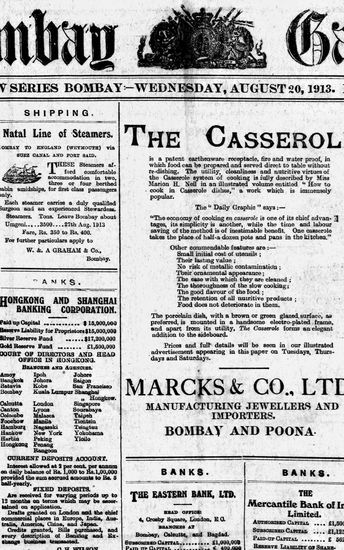 ombay Ga
W SERIES BOMBAY:—WEDNESDAY, AUGUST 20, 1913.
SHIPPING.
Natal Line of Steamers.
BOMBAY TO ENGLAND (WEYMOUTH) VIA
SUEZ CANAL AND PORT SAID.
THESE Steamers af-
ford comfortable
accommodation in two,
three or four berthed
cabin amidships, for first class passengers
only.
Each steamer carries a duly qualified
Surgeon and an experienced Stewardess.
Steamers. Tons. Leave Bombay about
Umgeni.....3500. ...27th Aug. 1913
Fare, Rs. 350 to Rs. 400.
For further particulars apply to
W. & A GRAHAM & Co.,
Bombay.
BANKS.
HONGKONG AND SHANGHAI
BANKING CORPORATION.
Paid up Capital $ 15,000,000
Reserve Liability for Proprietors $15,000,000
Silver Reserve Fund $17,200,000
Gold Reserve Fund £ 1,500,000
COURT OF DIRECTORS AND HEAD
OFFICE IN HONGKONG.
BRANCHES AND AGENCIES.
Amoy Ipoh Johore
Bangkok Johore Saigon
Batavia Kobe San Francisco
Bombay Kuala Lumpur Shanghai
Hongkew.
Calcutta London Singapore
Canton Lyons Sourabaya
Colombo Malacca Taipeh
Foochow Manila Tientsin
Hamburg Nagasaki Tsingtau
Hankow New York Yokohama
Harbin Peking Yloilo
Hongkong Penang
Rangoon
CURRENT DEPOSITS ACCOUNT.
Interest allowed at 2 per cent. per annum
on daily balance of Rs. 1,000 to Rs. 1,00,000
provided the sum accrued amounts to Rs. 5
half-yearly.
FIXED DEPOSITS.
Are received for varying periods up to
12 months on terms which may be ascer-
tained on application.
Drafts granted on London and the chief
commercial places in Europe, India, Aus-
tralia, America, China, and Japan.
Credits granted, Bills purchased, and
every description of Banking and Ex-
change business transacted.
THE CASSEROL
is a patent earthenware receptacle, fire and water proof, in
which food can be prepared and served direct to table without
re-dishing. The utility, cleanliness and nutritive virtues of
the Casserole system of cooking is fully described by Miss
Marion H. Neil in an illustrated volume entitled "How to
cook in Casserole dishes," a work which is immensely
popular.
The "Daily Graphic" says:—
"The economy of cooking en casserole is one of its chief advan-
tages, its simplicity is another, while the time and labour
saving of the method is of inestimable benefit. One casserole
takes the place of half-a-dozen pots and pans in the kitchen."
Other commendable features are:—
Small initial cost of utensils;
Their lasting value;
No risk of metallic contamination;
Their ornamental appearance;
The ease with which they are cleaned;
The thoroughness of the slow cooking;
The good flavour of the food;
The retention of all nutritive products;
Food does not deteriorate in them.
The porcelain dish, with a brown or green glazed surface, as
preferred, is mounted in a handsome electro-plated frame,
and apart from its utility, The Casserole forms an elegant
addition to the sideboard.
Prices and full details will be seen in our illustrated
advertisement appearing in this paper on Tuesdays, Thurs-
days and Saturdays.
MARCKS & CO., LTD
MANUFACTURING JEWELLERS AND
IMPORTERS.
BOMBAY AND POONA.
BANKS.
THE EASTERN BANK, LTD.
HEAD OFFICE:
4, Crosby Square, London, E.C.
BRANCHES AT
Bombay, Calcutta, and Bagdad.
SUBSCRIBED CAPITAL £1,000,000
BANKS.
THE
Mercantile Bank of In
Limited.
AUTHORISED CAPITAL
SUBSCRIBED CAPITAL
PAID-UP CAPITAL
RESERVE LIABILITY OF SHARE-